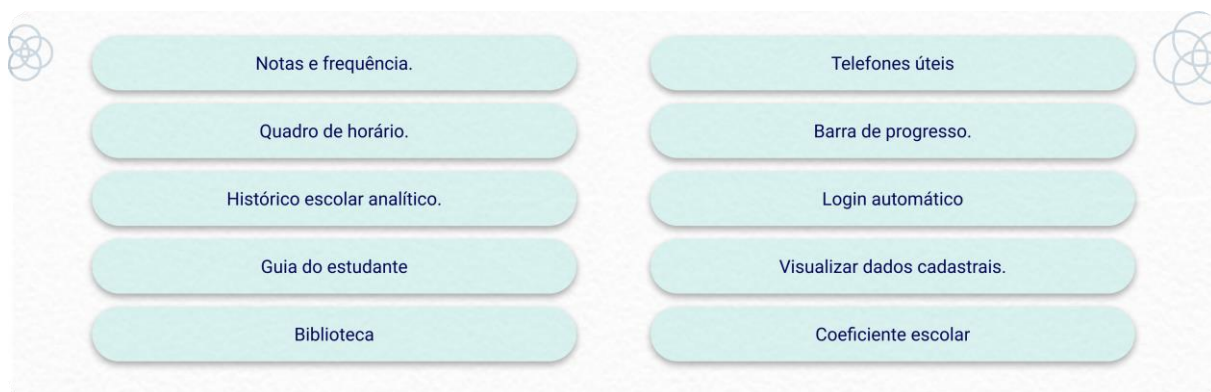 Notas e frequência.
Quadro de horário.
Histórico escolar analítico.
Guia do estudante
Biblioteca
Telefones úteis
Barra de progresso.
Login automático
Visualizar dados cadastrais.
Coeficiente escolar